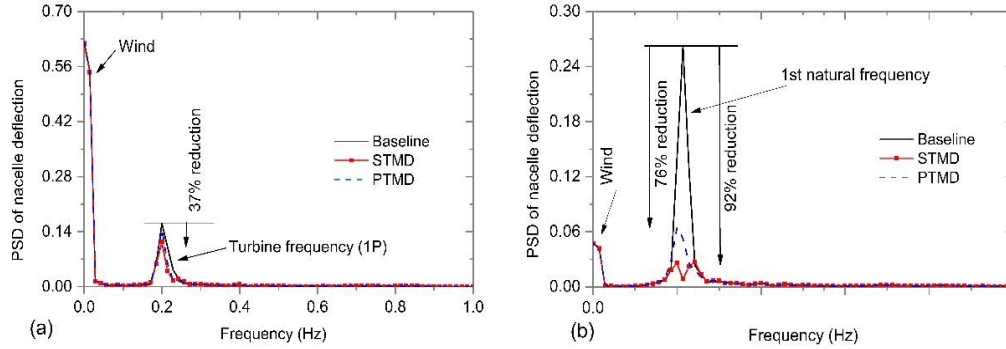 0.70
0.56
0.42
0.28
0.14
0.00
PSD of nacelle deflection
Wind
Baseline
STMD
PTMD
37% reduction
Turbine frequency (1P)
0.0
0.2
0.4
0.6
0.8
1.0
Frequency (Hz)
(a)
0.30
0.24
0.18
0.12
0.06
0.00
PSD of nacelle deflection
1st natural frequency
76% reduction
92% reduction
Wind
Baseline
STMD
PTMD
0.0
Frequency (Hz)
(b)